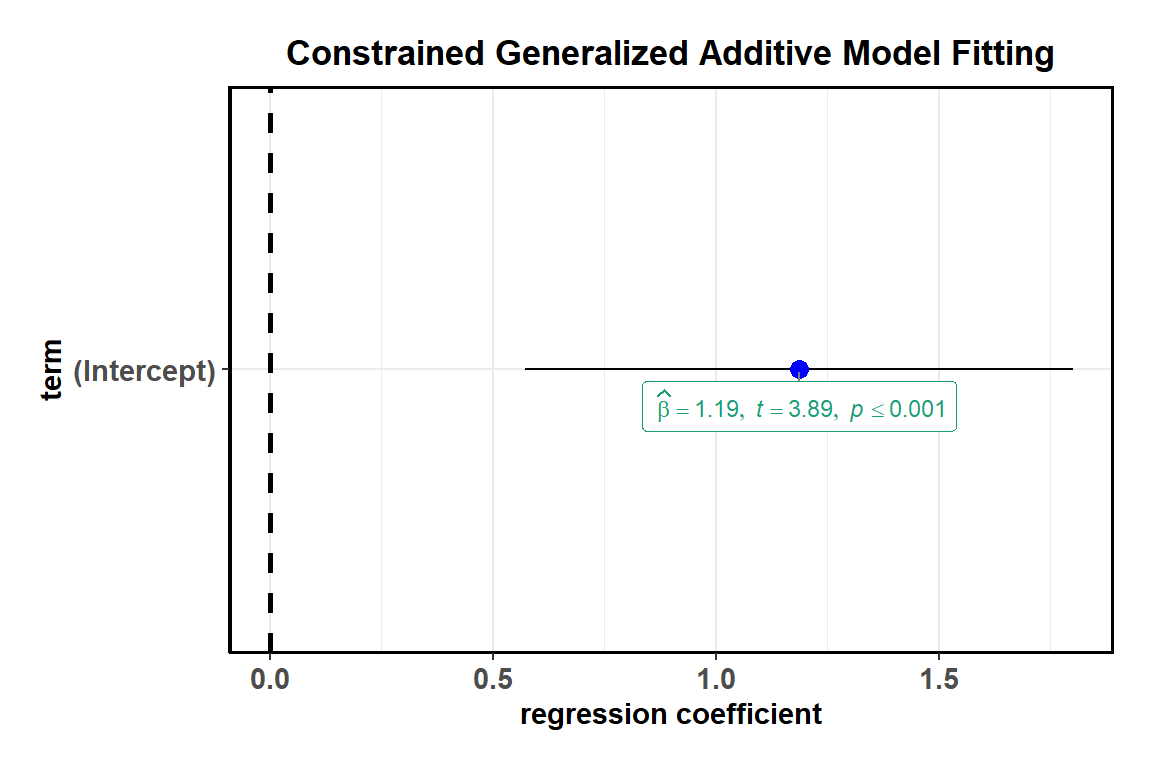 Constrained Generalized Additive Model Fitting
term
(Intercept)
β̂ = 1.19, t = 3.89, p ≤ 0.001
0.0 0.5 1.0 1.5
regression coefficient